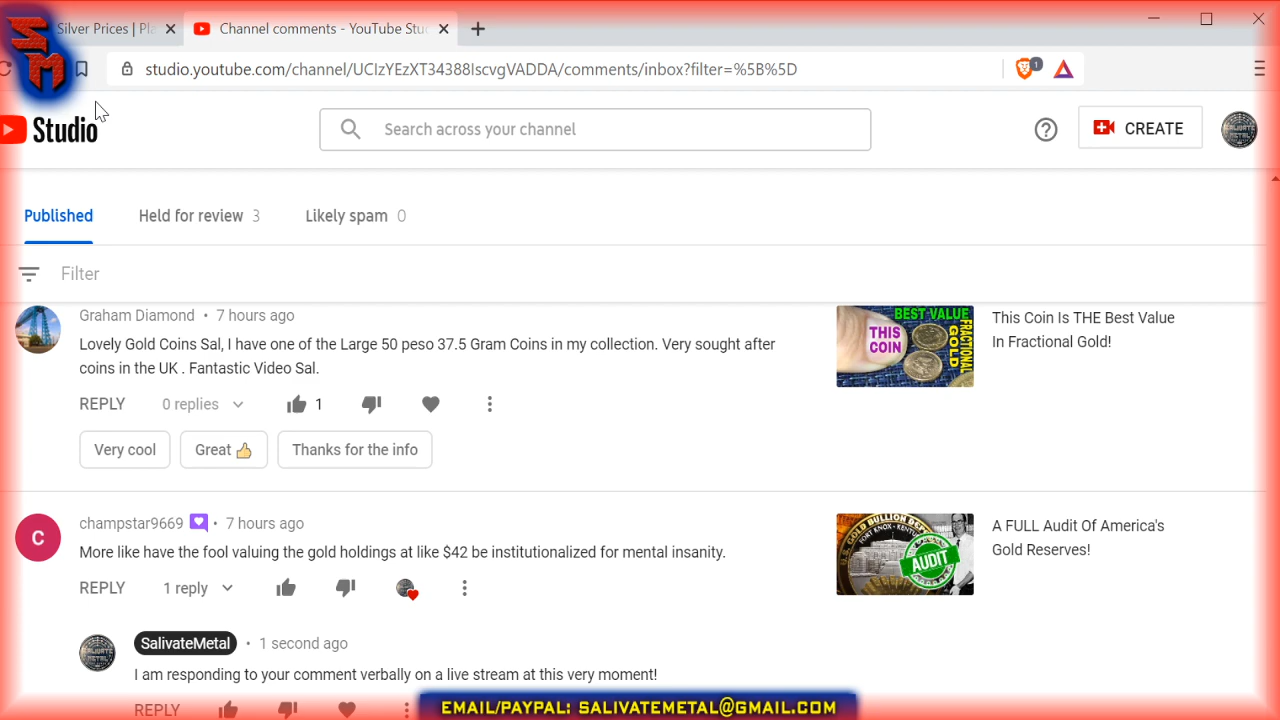 Silver Prices | Pla
Channel comments - YouTube Stu
SM
studio.youtube.com/channel/UCIzYEzXT34388IscvgVADDA/comments/inbox?filter=%5B%5D
1
Studio
Search across your channel
CREATE
Published
Held for review 3
Likely spam 0
Filter
Graham Diamond • 7 hours ago
Lovely Gold Coins Sal, I have one of the Large 50 peso 37.5 Gram Coins in my collection. Very sought after
coins in the UK . Fantastic Video Sal.
REPLY 0 replies 1
Very cool Great 👍 Thanks for the info
BEST VALUE
THIS
COIN
FRACTIONAL
GOLD
This Coin Is THE Best Value
In Fractional Gold!
C
champstar9669 • 7 hours ago
More like have the fool valuing the gold holdings at like $42 be institutionalized for mental insanity.
REPLY 1 reply
AUDIT
A FULL Audit Of America's
Gold Reserves!
SalivateMetal • 1 second ago
I am responding to your comment verbally on a live stream at this very moment!
REPLY
EMAIL/PAYPAL: SALIVATEMETAL@GMAIL.COM